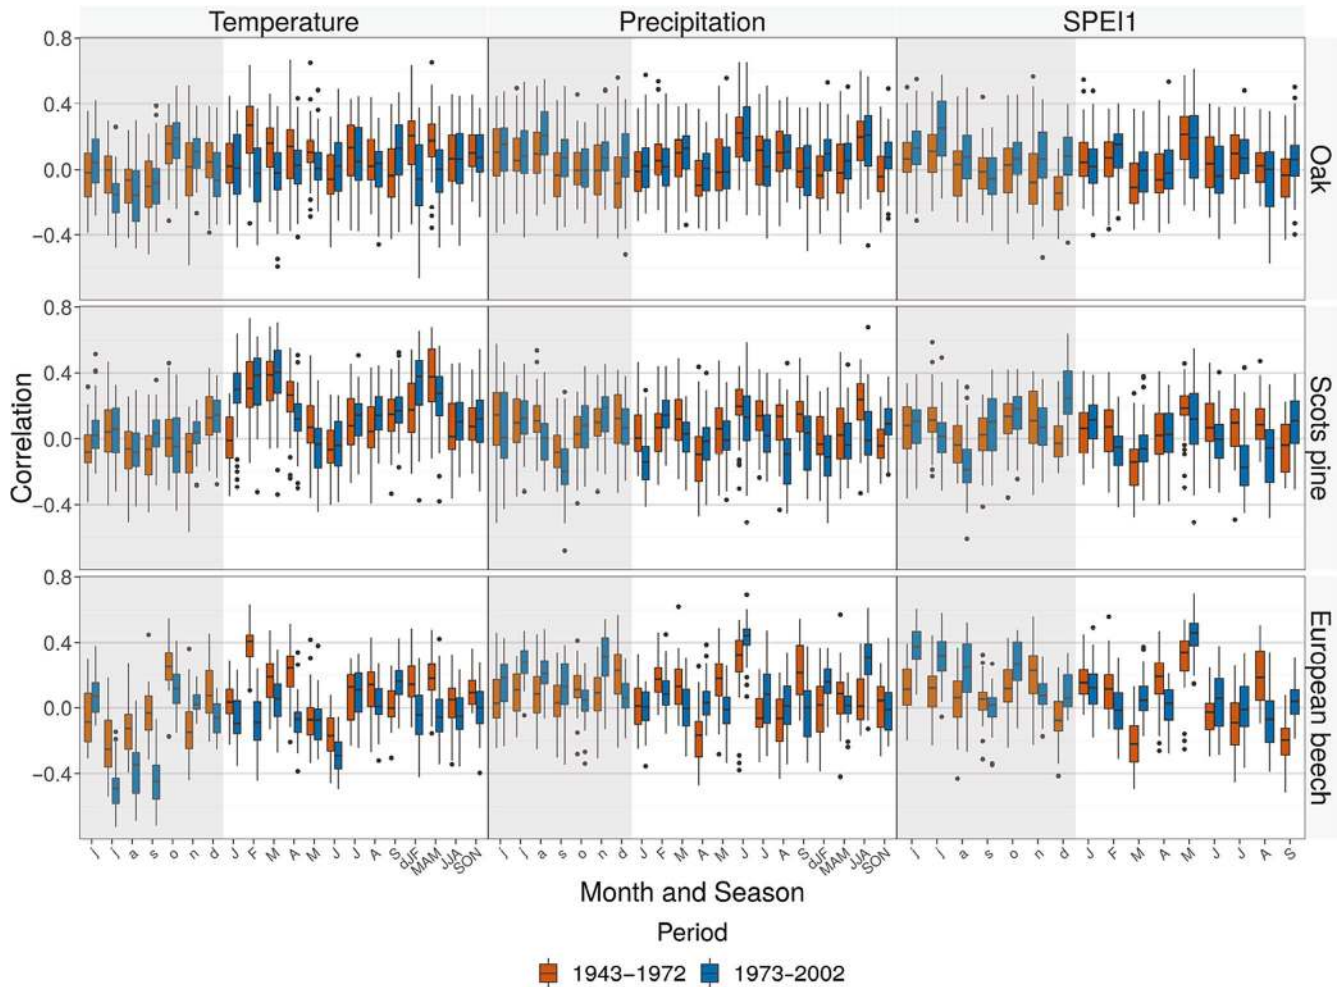 Temperature Precipitation SPEI1
0.8
0.4
0.0
−0.4
Oak
0.8
0.4
0.0
−0.4
Scots pine
0.8
0.4
0.0
−0.4
European beech
Correlation
j j a s o n d J F M A M J J A S dJF MAM JJA SON j j a s o n d J F M A M J J A S dJF MAM JJA SON j j a s o n d J F M A M J J A S
Month and Season
Period
1943−1972 1973−2002